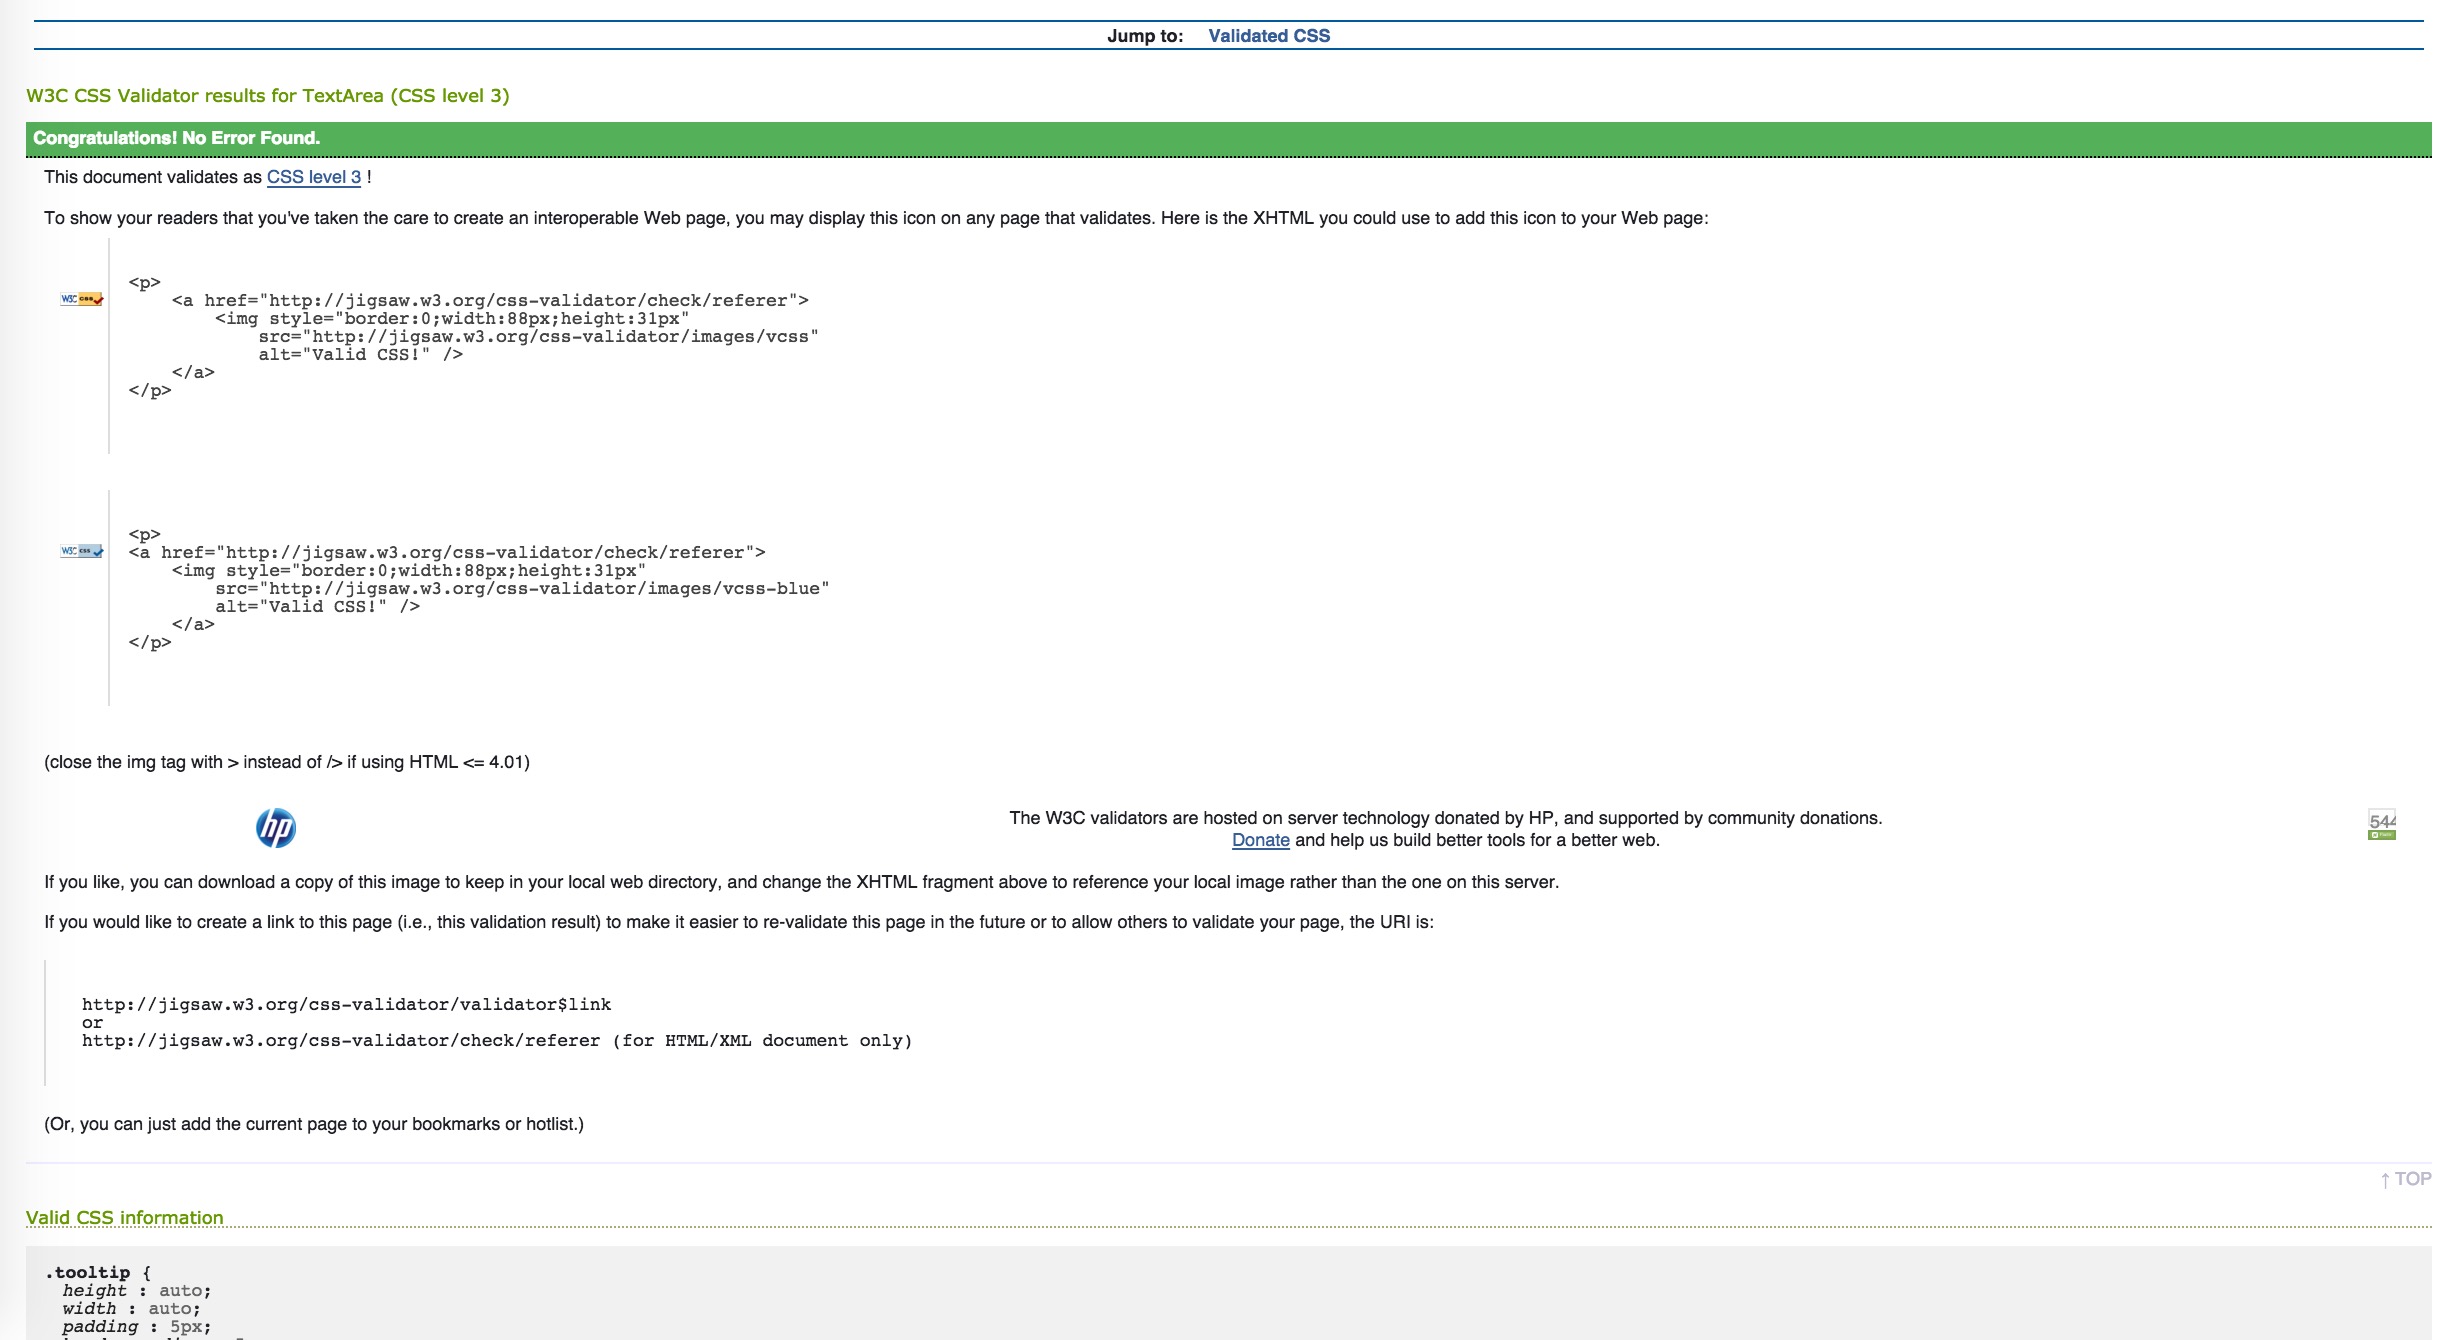 Jump to: Validated CSS
W3C CSS Validator results for TextArea (CSS level 3)
Congratulations! No Error Found.
This document validates as CSS level 3 !
To show your readers that you've taken the care to create an interoperable Web page, you may display this icon on any page that validates. Here is the XHTML you could use to add this icon to your Web page:
W3C css
<p>
<a href="http://jigsaw.w3.org/css-validator/check/referer">
<img style="border:0;width:88px;height:31px"
src="http://jigsaw.w3.org/css-validator/images/vcss"
alt="Valid CSS!" />
</a>
</p>
W3C css
<p>
<a href="http://jigsaw.w3.org/css-validator/check/referer">
<img style="border:0;width:88px;height:31px"
src="http://jigsaw.w3.org/css-validator/images/vcss-blue"
alt="Valid CSS!" />
</a>
</p>
(close the img tag with > instead of /> if using HTML <= 4.01)
hp
The W3C validators are hosted on server technology donated by HP, and supported by community donations.
Donate and help us build better tools for a better web.
544
If you like, you can download a copy of this image to keep in your local web directory, and change the XHTML fragment above to reference your local image rather than the one on this server.
If you would like to create a link to this page (i.e., this validation result) to make it easier to re-validate this page in the future or to allow others to validate your page, the URI is:
http://jigsaw.w3.org/css-validator/validator$link
or
http://jigsaw.w3.org/css-validator/check/referer (for HTML/XML document only)
(Or, you can just add the current page to your bookmarks or hotlist.)
↑ TOP
Valid CSS information
.tooltip {
height : auto;
width : auto;
padding : 5px;